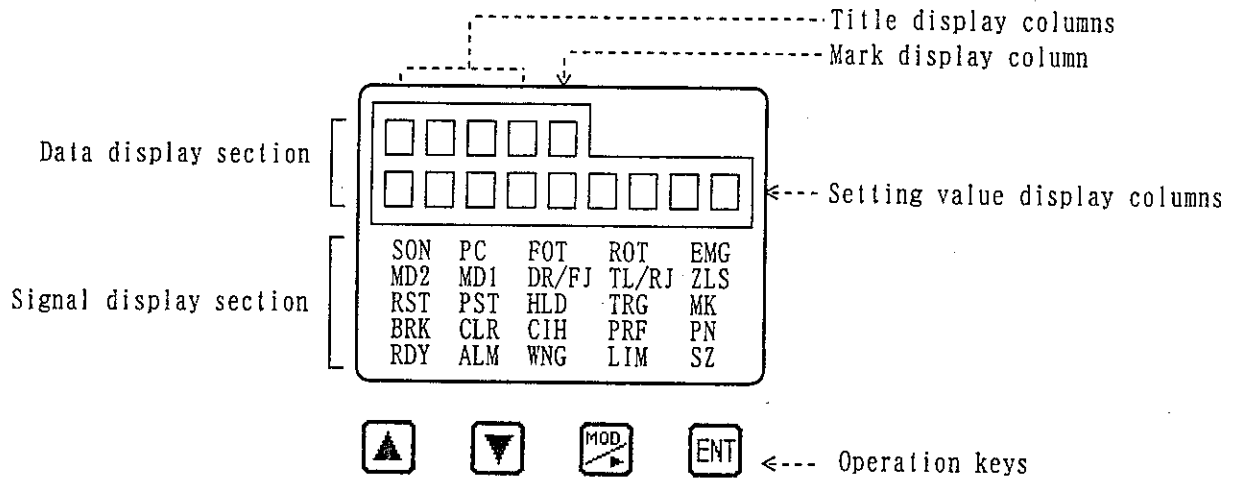 Title display columns
Mark display column
Data display section
Setting value display columns
Signal display section
SON PC FOT ROT EMG
MD2 MD1 DR/FJ TL/RJ ZLS
RST PST HLD TRG MK
BRK CLR CIH PRF PN
RDY ALM WNG LIM SZ
MOD ENT
Operation keys